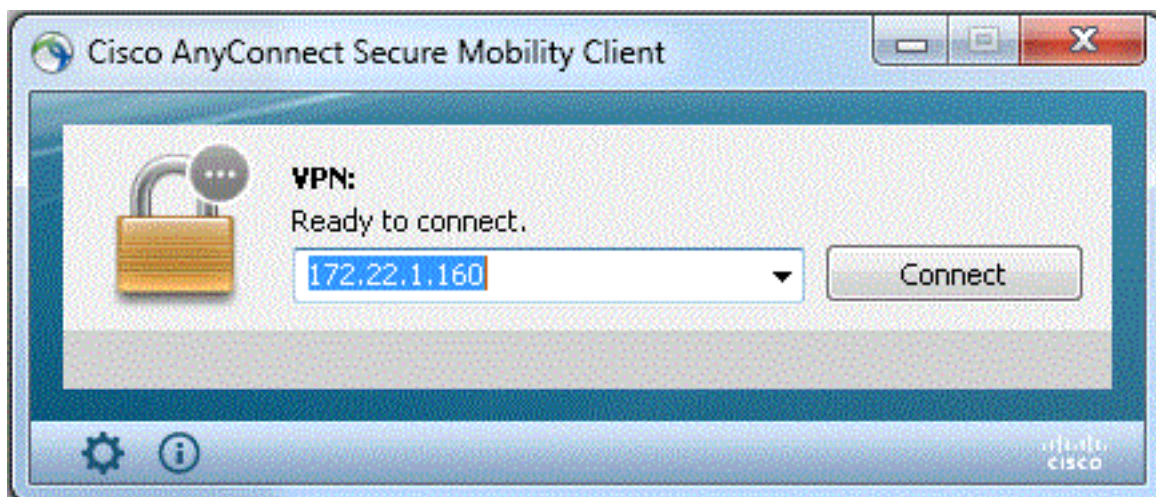 Cisco AnyConnect Secure Mobility Client
VPN:
Ready to connect.
172.22.1.160
Connect
cisco